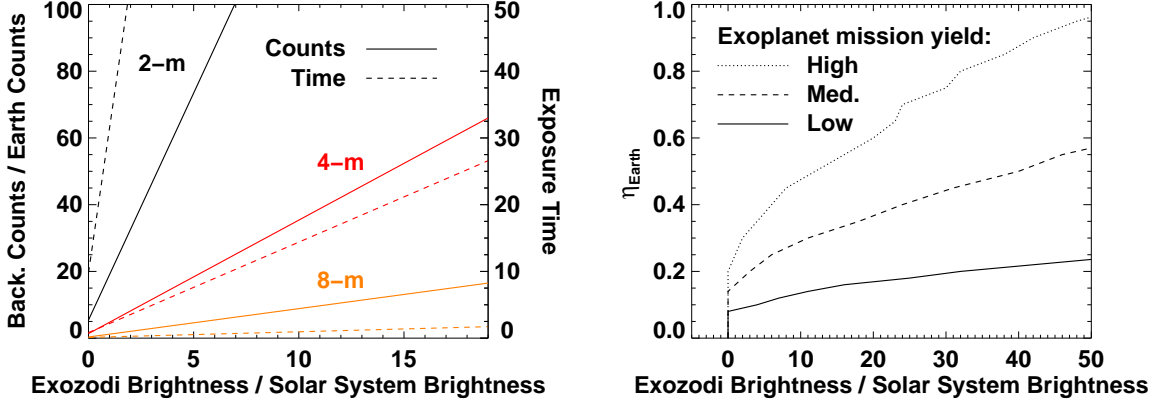 100
80
60
40
20
0
Back. Counts / Earth Counts
50
40
30
20
10
0
Exposure Time
2-m
Counts
Time
4-m
8-m
0 5 10 15
Exozodi Brightness / Solar System Brightness
1.0
0.8
0.6
0.4
0.2
0.0
ηEarth
Exoplanet mission yield:
High
Med.
Low
0 10 20 30 40 50
Exozodi Brightness / Solar System Brightness